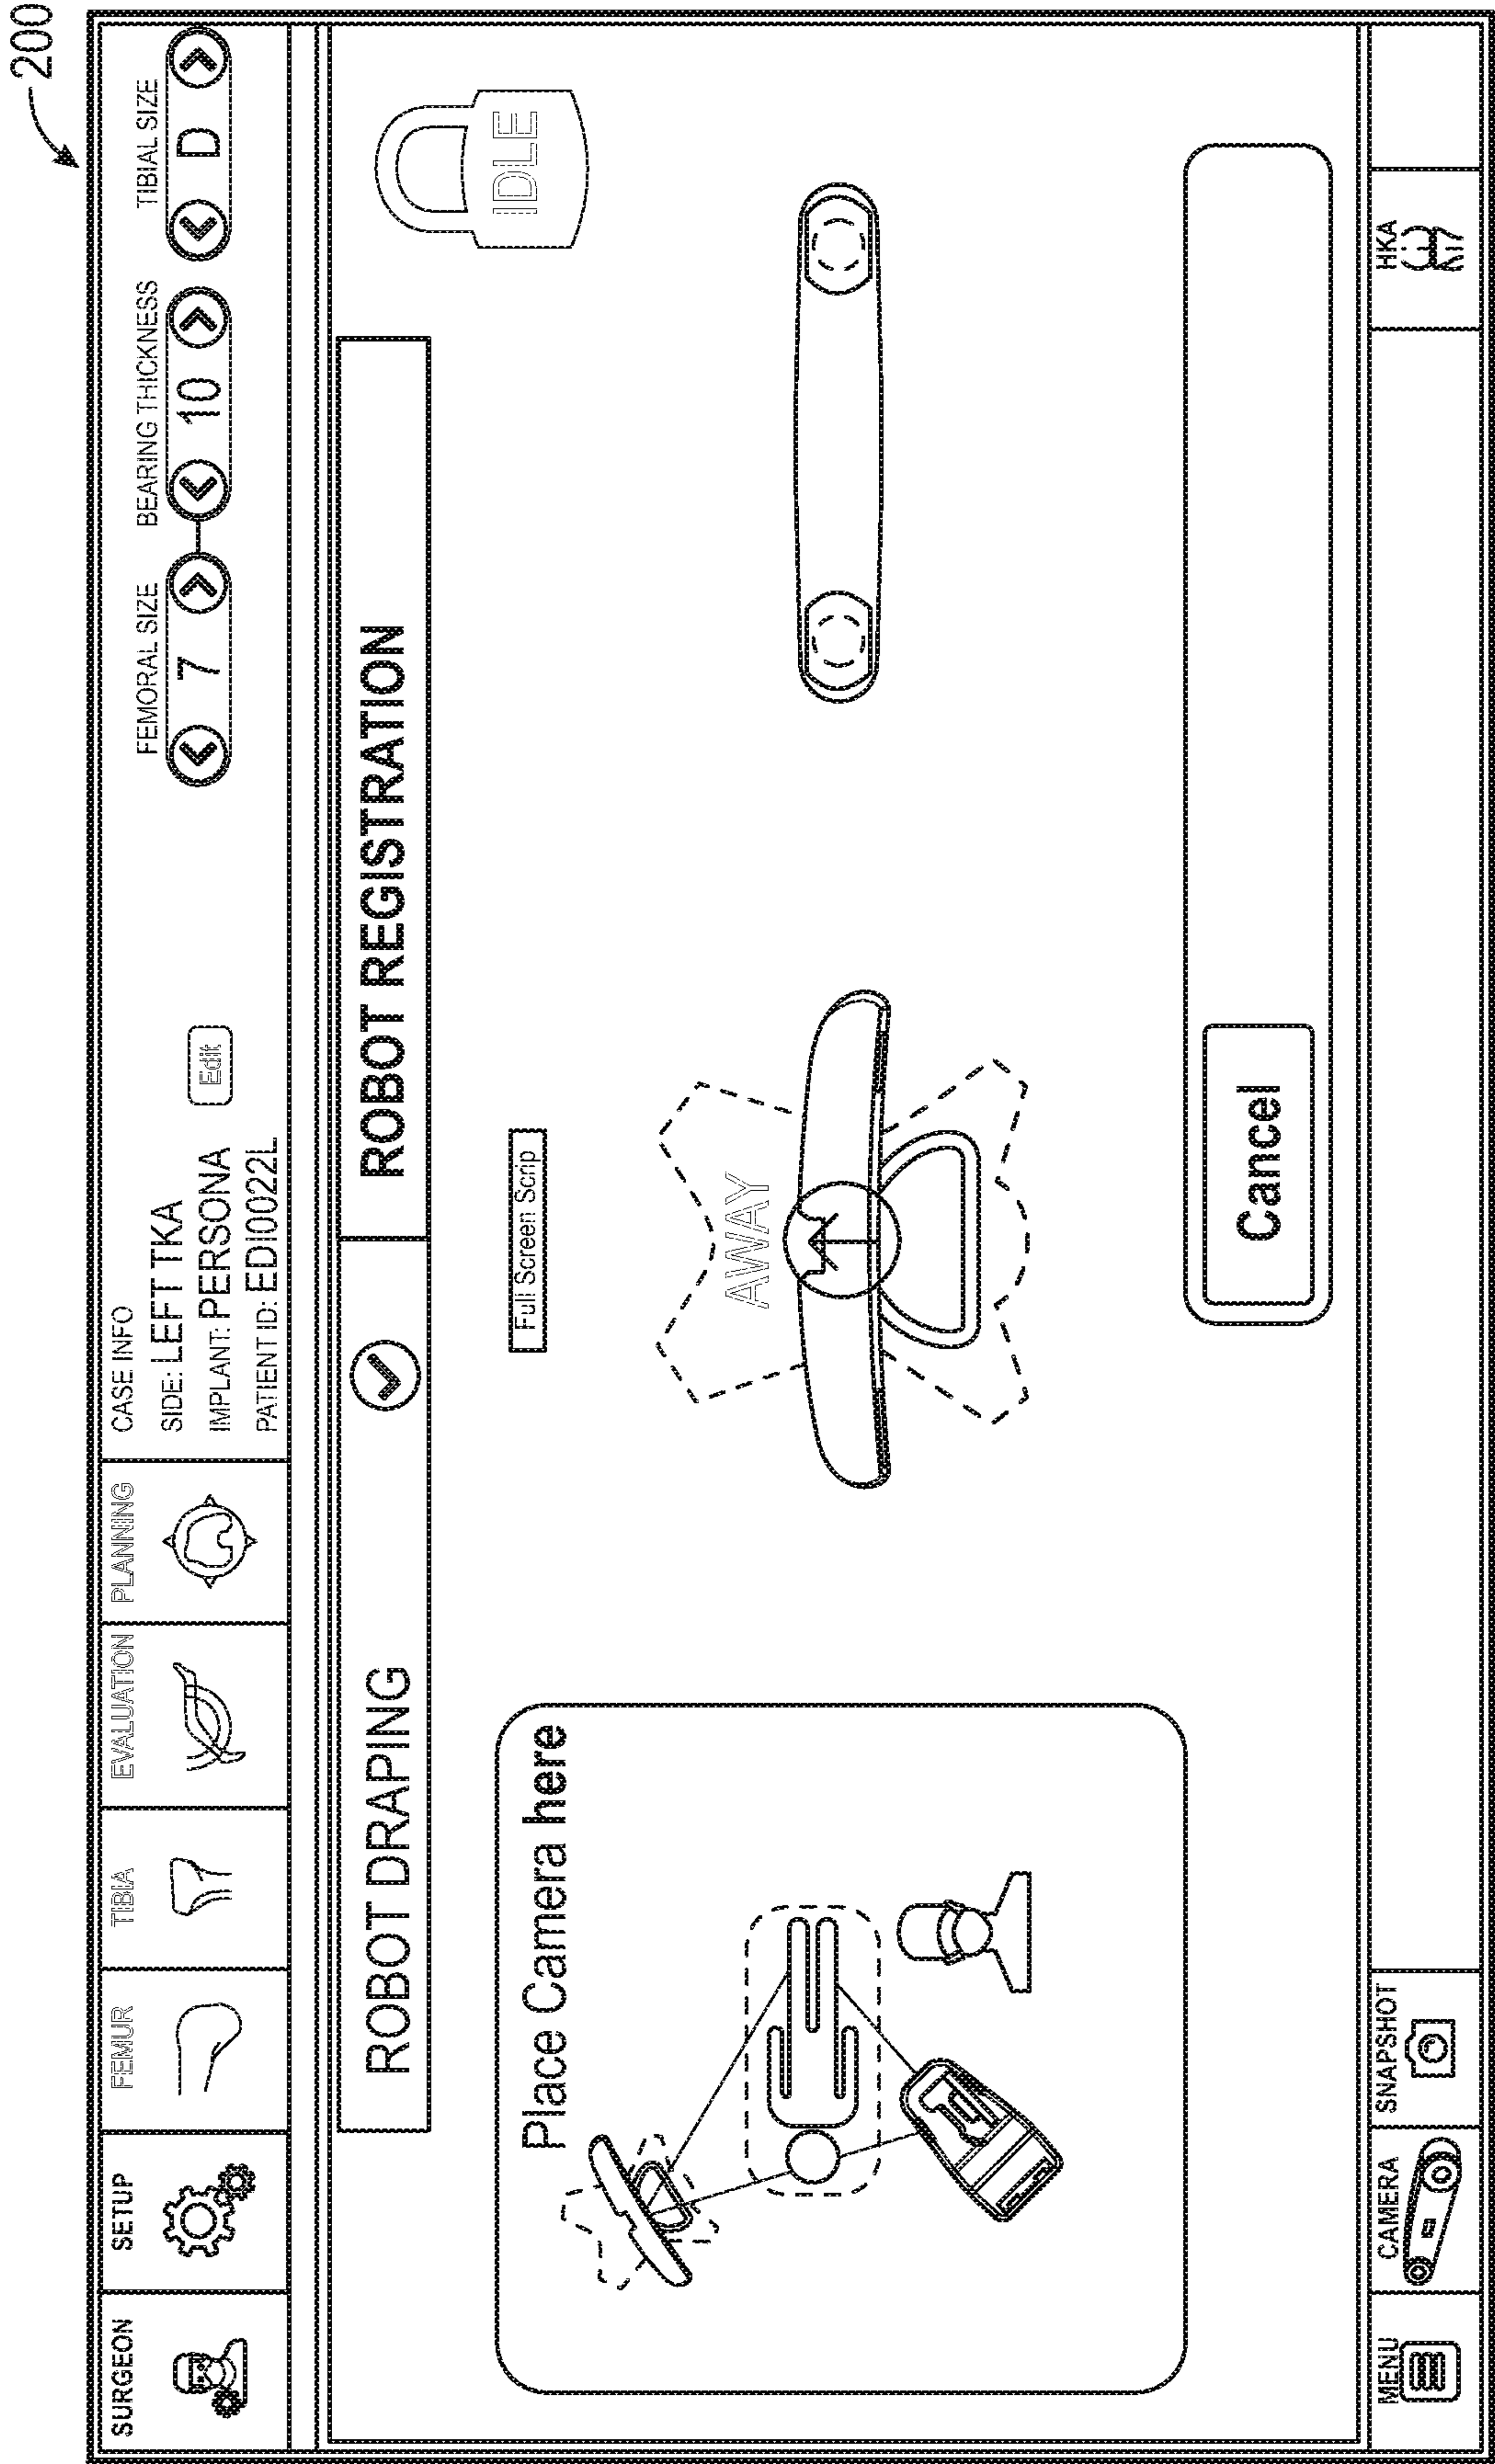 200
SURGEON
SETUP
FEMUR
TIBIA
EVALUATION
PLANNING
CASE INFO
SIDE: LEFT TKA
IMPLANT: PERSONA
PATIENT ID: EDI0022L
Edit
FEMORAL SIZE
7
BEARING THICKNESS
10
TIBIAL SIZE
D
ROBOT DRAPING
ROBOT REGISTRATION
IDLE
Place Camera here
Full Screen Scrip
AWAY
Cancel
MENU
CAMERA
SNAPSHOT
HKA